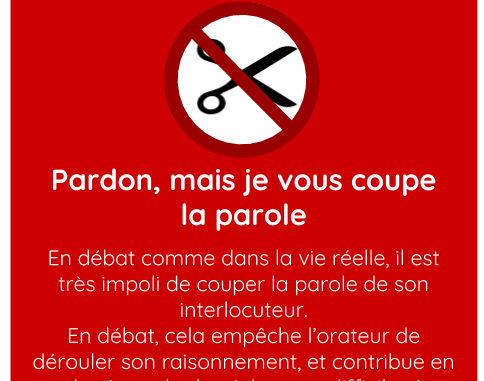 Pardon, mais je vous coupe
la parole
En débat comme dans la vie réelle, il est
très impoli de couper la parole de son
interlocuteur.
En débat, cela empêche l’orateur de
dérouler son raisonnement, et contribue en